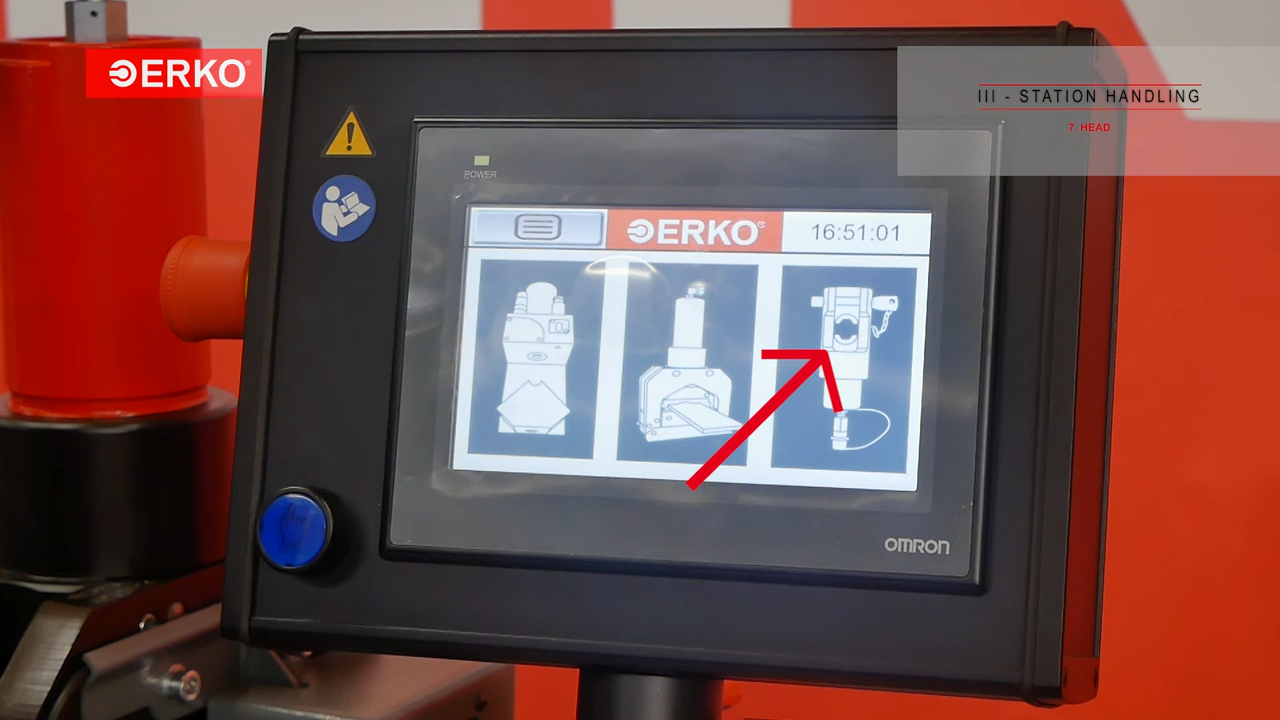 ERKO®
III - STATION HANDLING
7. HEAD
POWER
ERKO®
16:51:01
OMRON